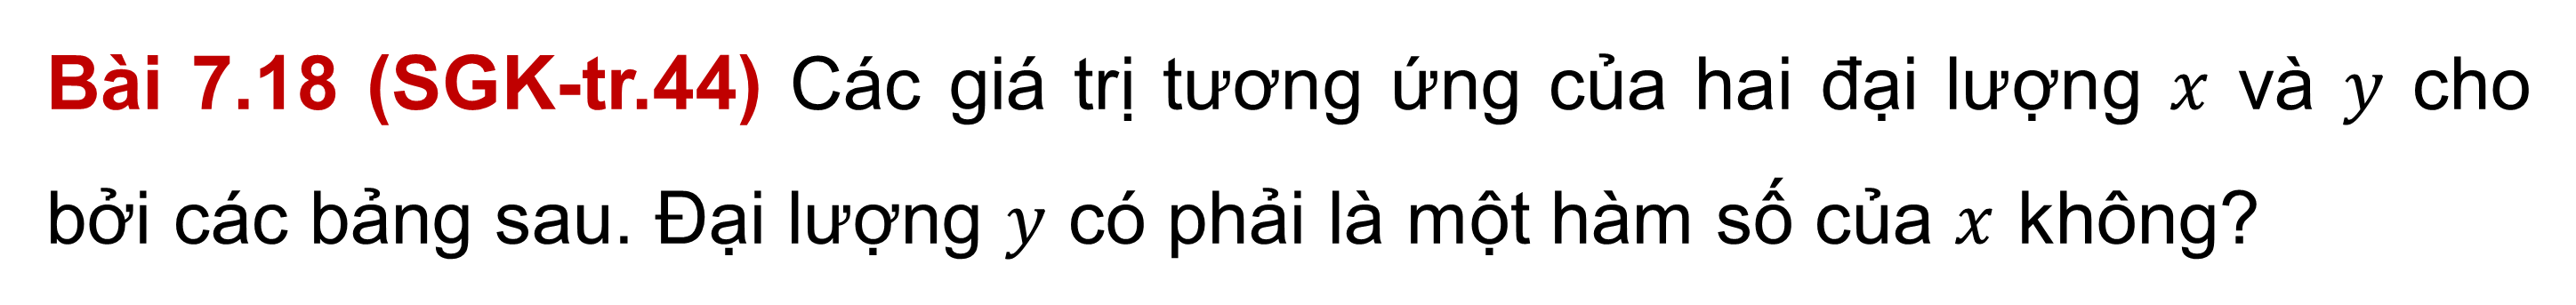 Bài 7.18 (SGK-tr.44) Các giá trị tương ứng của hai đại lượng x và y cho
bởi các bảng sau. Đại lượng y có phải là một hàm số của x không?